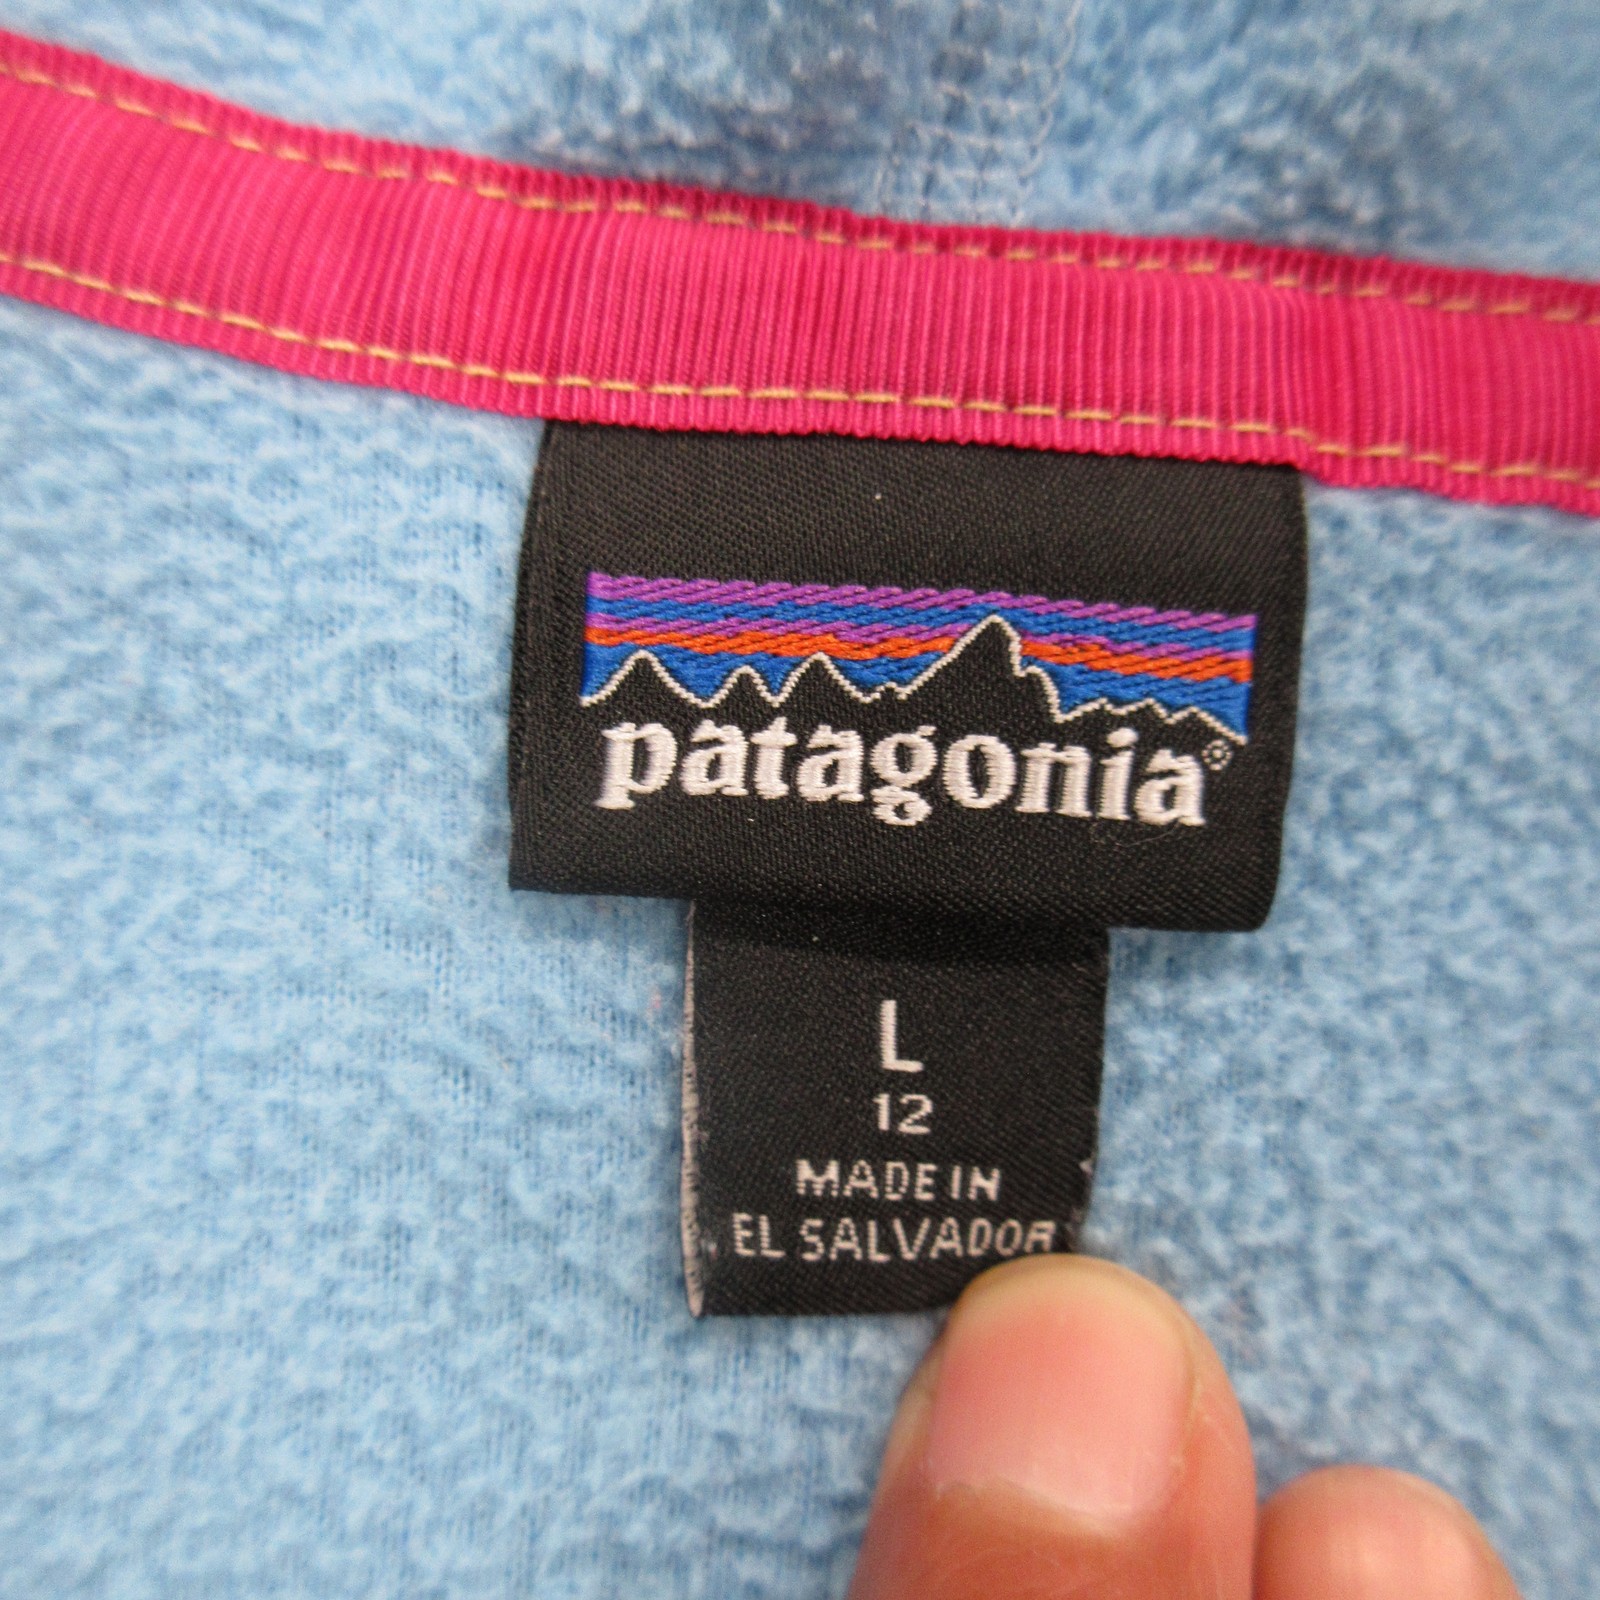 patagonia®
L
12
MADE IN
EL SALVADOR